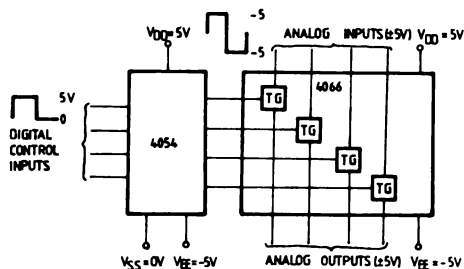 -5
-5
ANALOG INPUTS (±5V)
VDD=5V
VDD=5V
4066
TG
5V
0
DIGITAL
CONTROL
INPUTS
4054
TG
TG
TG
VSS=0V
VEE=-5V
ANALOG OUTPUTS (±5V)
VEE=-5V